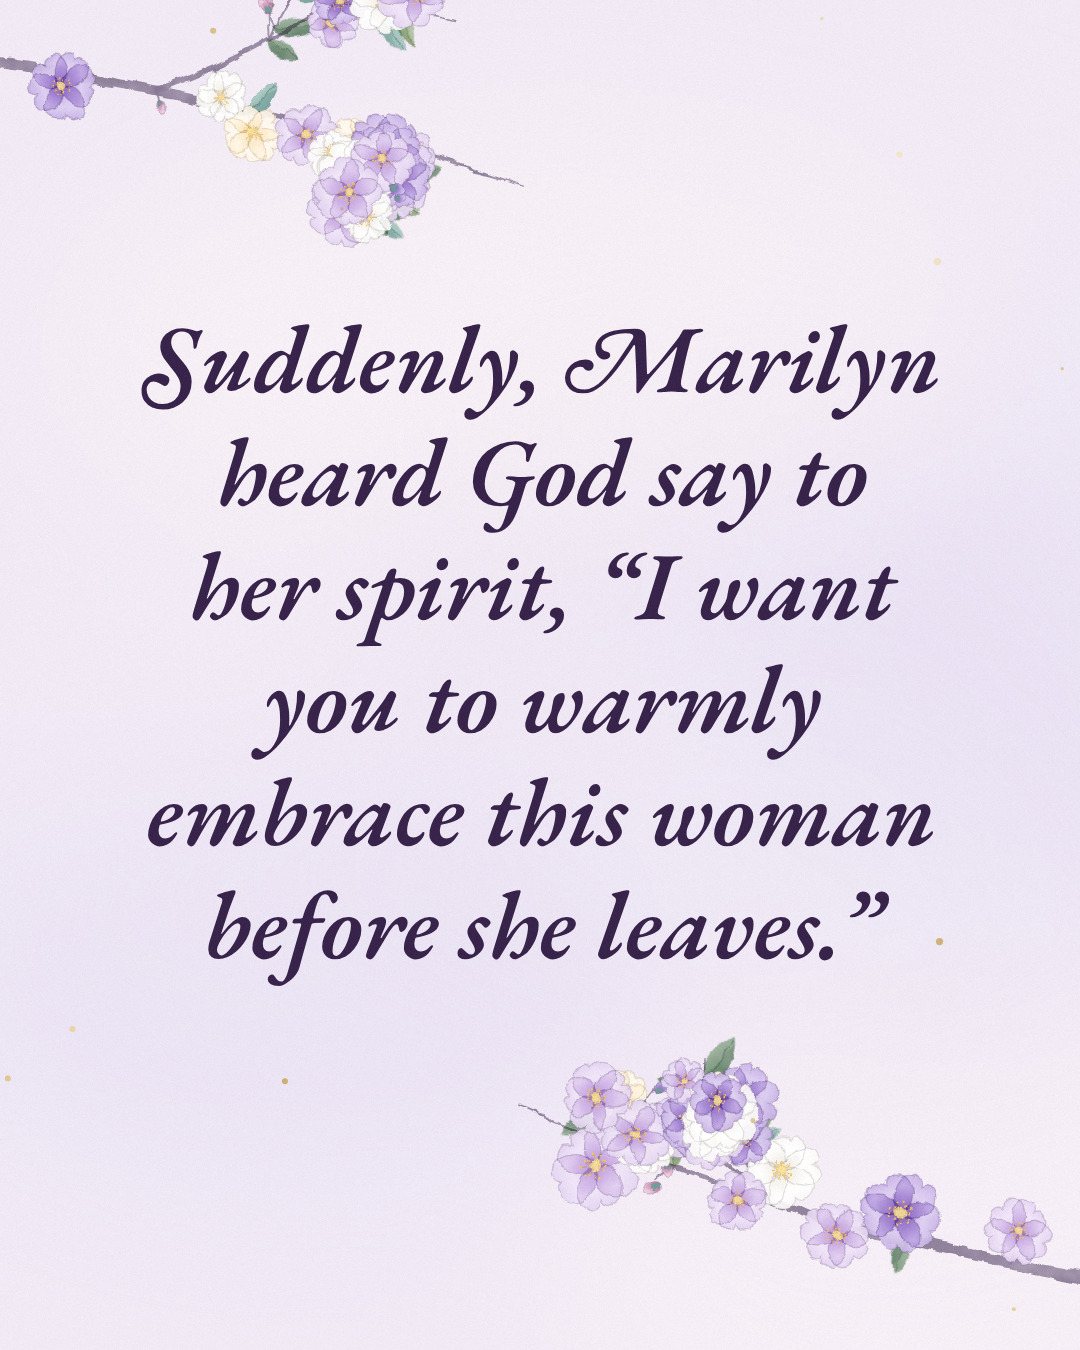 Suddenly, Marilyn
heard God say to
her spirit, “I want
you to warmly
embrace this woman
before she leaves.”